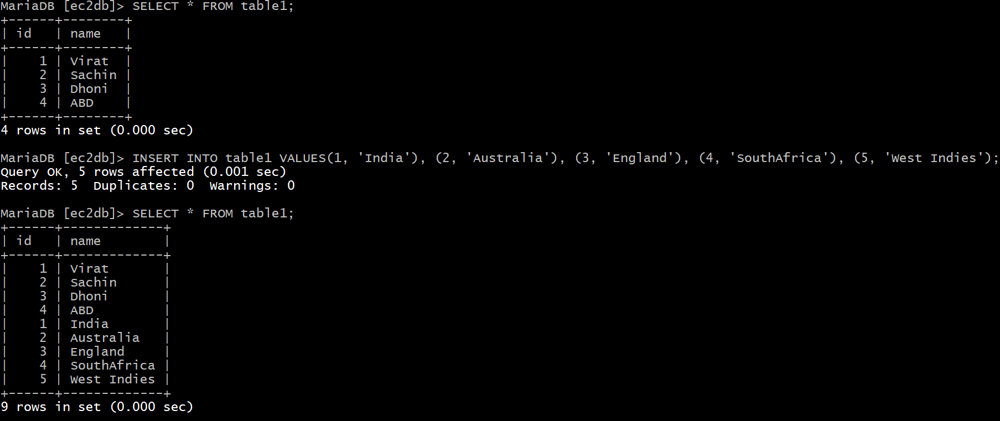 MariaDB [ec2db]> SELECT * FROM table1;
+------+--------+
| id   | name   |
+------+--------+
|    1 | Virat  |
|    2 | Sachin |
|    3 | Dhoni  |
|    4 | ABD    |
+------+--------+
4 rows in set (0.000 sec)

MariaDB [ec2db]> INSERT INTO table1 VALUES(1, 'India'), (2, 'Australia'), (3, 'England'), (4, 'SouthAfrica'), (5, 'West Indies');
Query OK, 5 rows affected (0.001 sec)
Records: 5  Duplicates: 0  Warnings: 0

MariaDB [ec2db]> SELECT * FROM table1;
+------+-------------+
| id   | name        |
+------+-------------+
|    1 | Virat       |
|    2 | Sachin      |
|    3 | Dhoni       |
|    4 | ABD         |
|    1 | India       |
|    2 | Australia   |
|    3 | England     |
|    4 | SouthAfrica |
|    5 | West Indies |
+------+-------------+
9 rows in set (0.000 sec)